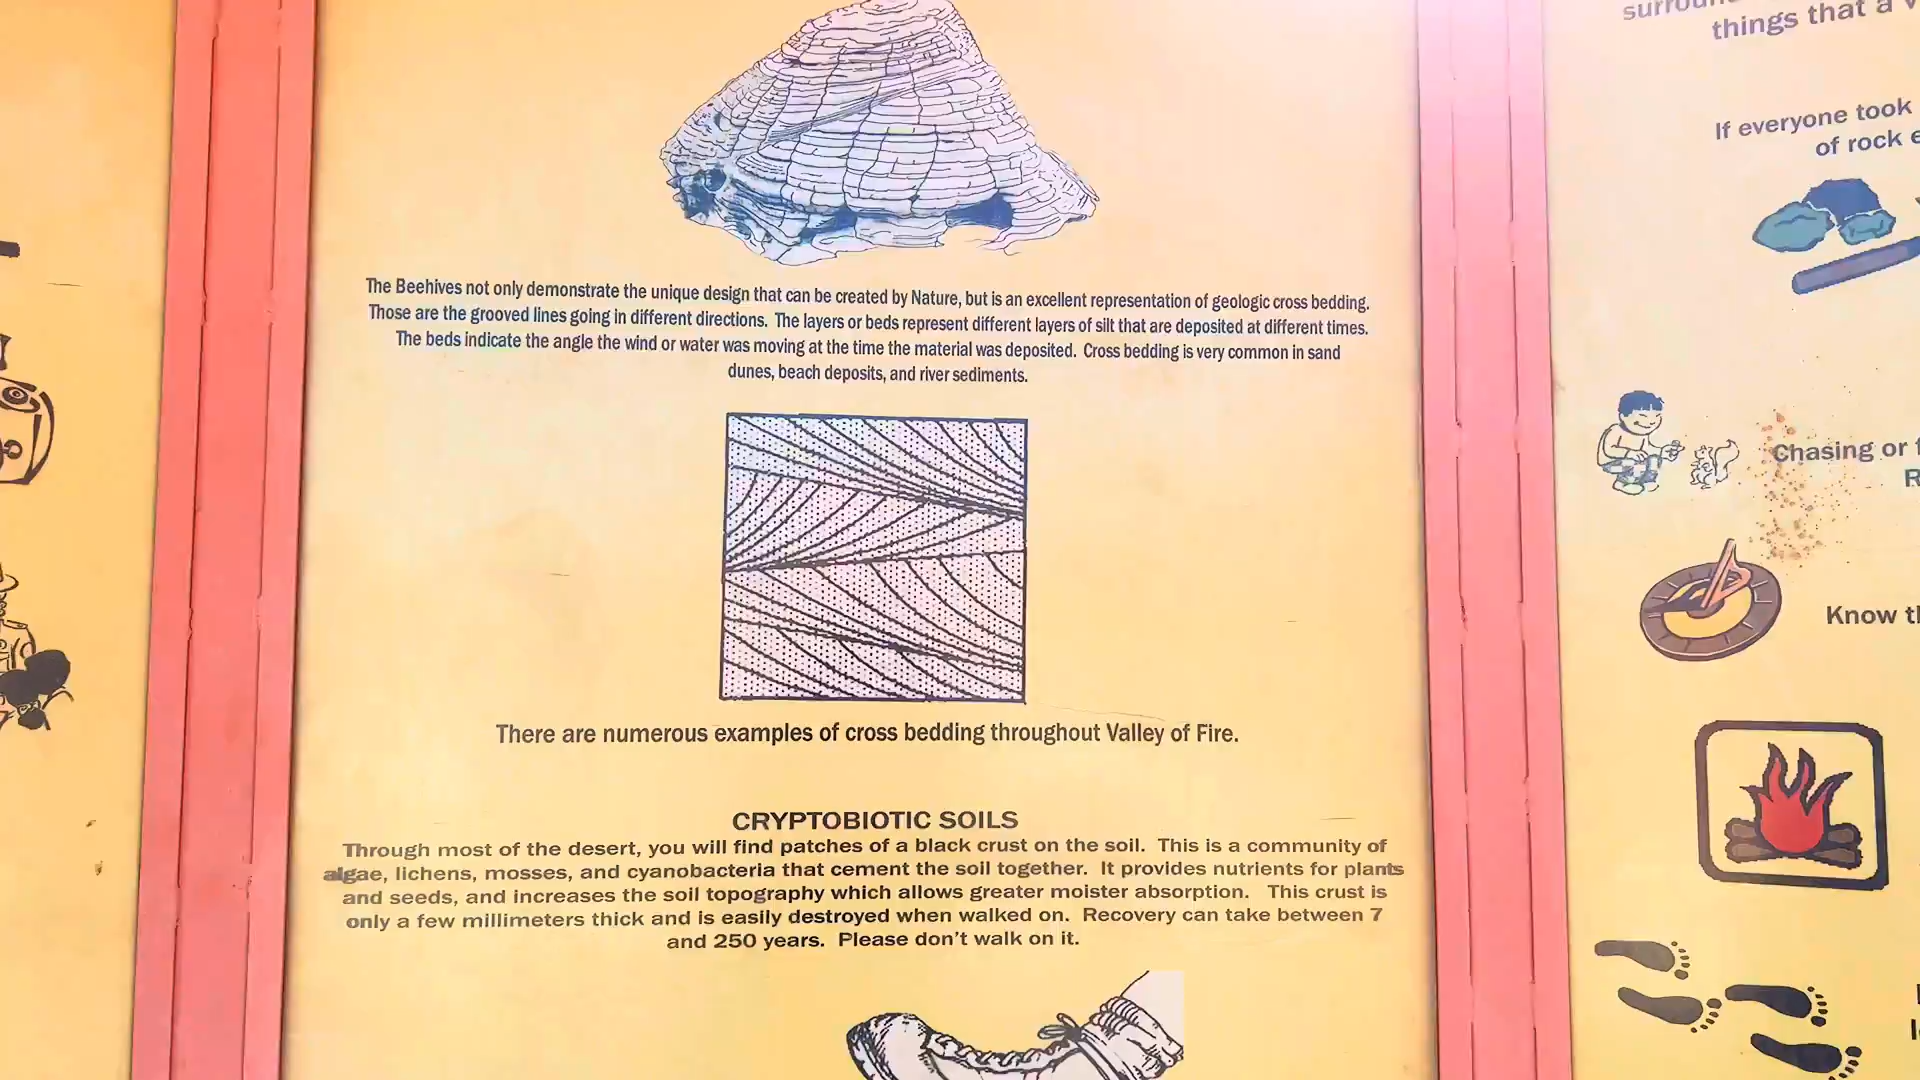 The Beehives not only demonstrate the unique design that can be created by Nature, but is an excellent representation of geologic cross bedding.
Those are the grooved lines going in different directions. The layers or beds represent different layers of silt that are deposited at different times.
The beds indicate the angle the wind or water was moving at the time the material was deposited. Cross bedding is very common in sand
dunes, beach deposits, and river sediments.
There are numerous examples of cross bedding throughout Valley of Fire.
CRYPTOBIOTIC SOILS
Through most of the desert, you will find patches of a black crust on the soil. This is a community of
algae, lichens, mosses, and cyanobacteria that cement the soil together. It provides nutrients for plants
and seeds, and increases the soil topography which allows greater moister absorption. This crust is
only a few millimeters thick and is easily destroyed when walked on. Recovery can take between 7
and 250 years. Please don't walk on it.
things that a
If everyone took
of rock
Chasing or
Know